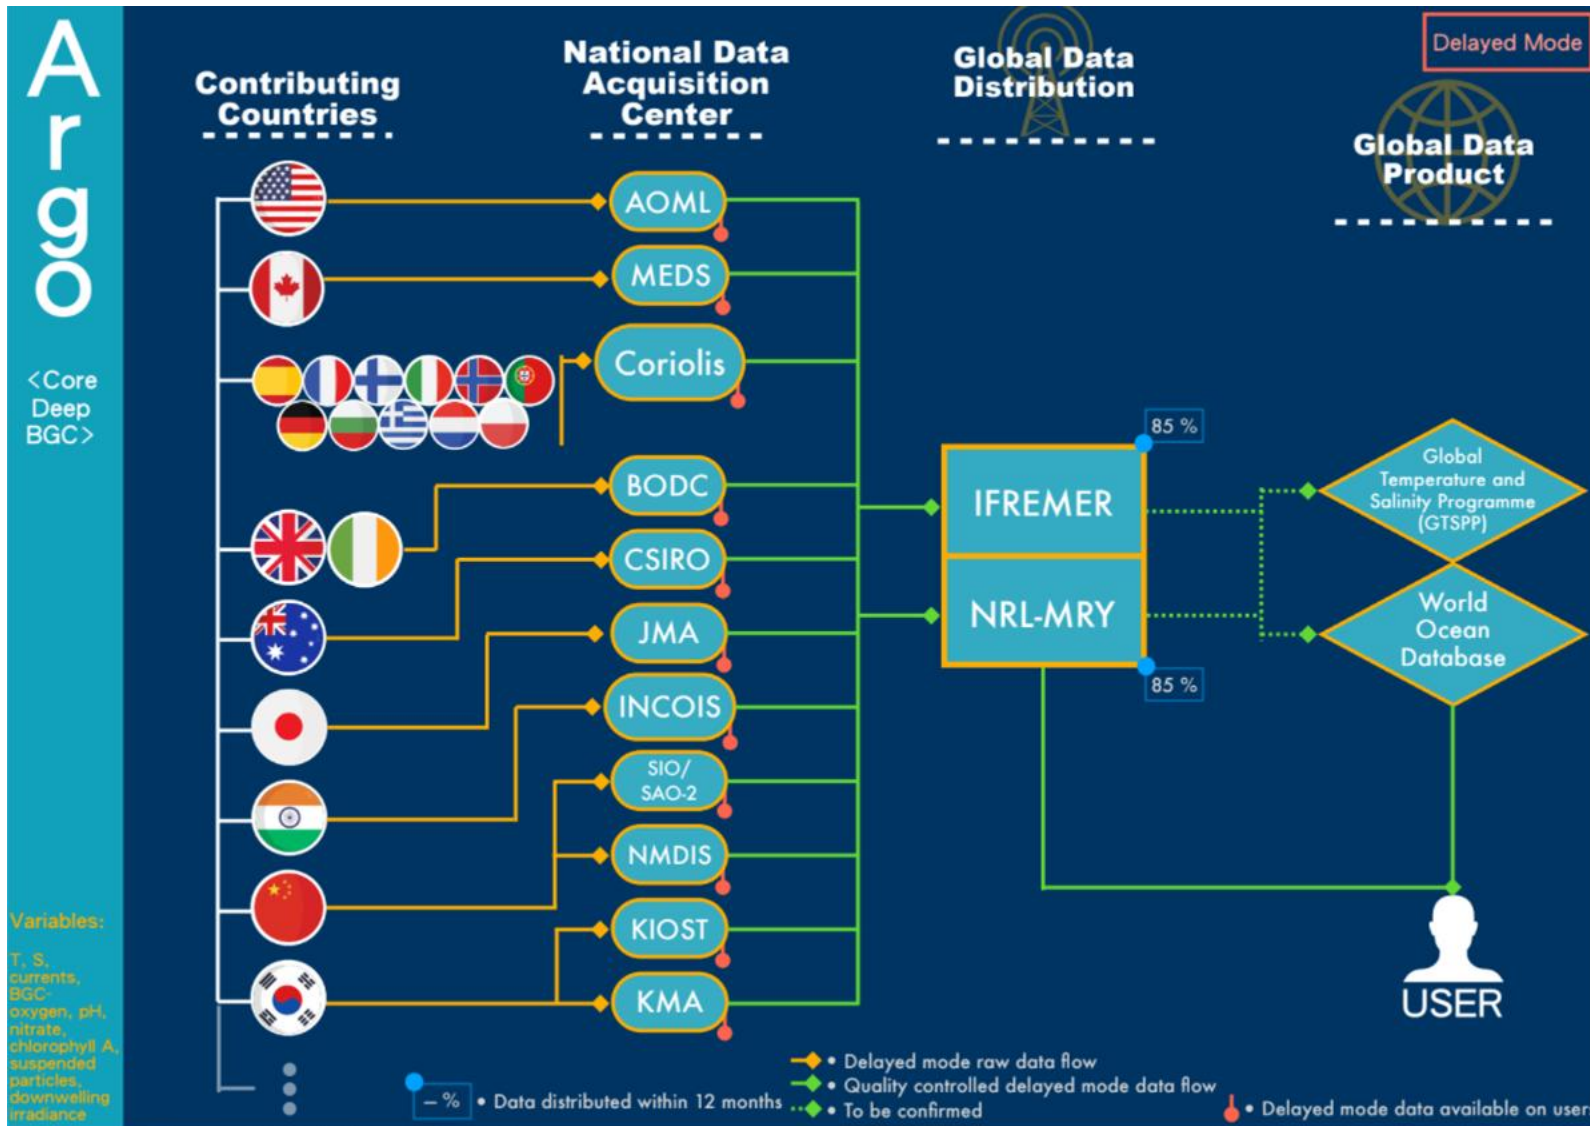 Argo
<Core
Deep
BGC>
Variables:
T, S,
currents,
BGC-
oxygen, pH,
nitrate,
chlorophyll A,
suspended
particles,
downwelling
irradiance
Contributing
Countries
National Data
Acquisition
Center
Global Data
Distribution
Delayed Mode
Global Data
Product
AOML
MEDS
Coriolis
BODC
CSIRO
JMA
INCOIS
SIO/
SAO-2
NMDIS
KIOST
KMA
85 %
IFREMER
NRL-MRY
85 %
Global
Temperature and
Salinity Programme
(GTSPP)
World
Ocean
Database
USER
– % • Data distributed within 12 months
• Delayed mode raw data flow
• Quality controlled delayed mode data flow
• To be confirmed
• Delayed mode data available on user